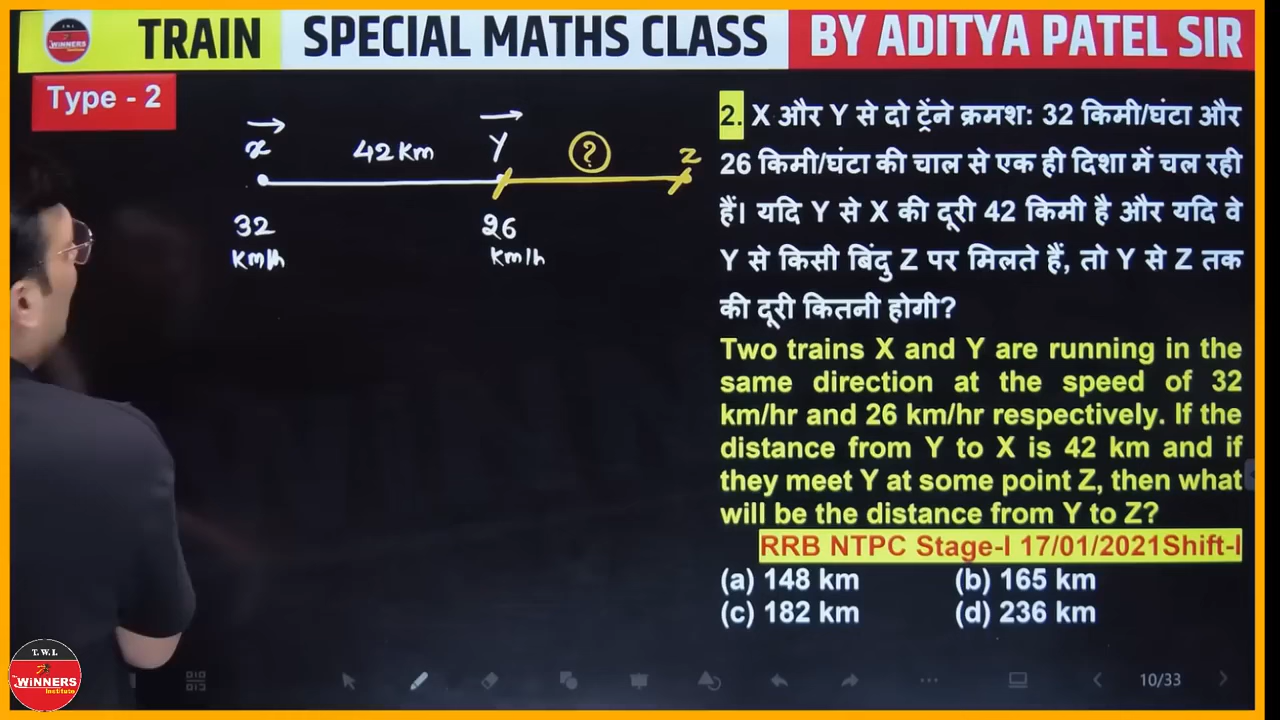 WiNNERS
Institute
TRAIN
SPECIAL MATHS CLASS
BY ADITYA PATEL SIR
Type - 2
x 42 Km Y ? Z
32 26
Km/h Km/h
2. X और Y से दो ट्रेंने क्रमश: 32 किमी/घंटा और
26 किमी/घंटा की चाल से एक ही दिशा में चल रही
हैं। यदि Y से X की दूरी 42 किमी है और यदि वे
Y से किसी बिंदु Z पर मिलते हैं, तो Y से Z तक
की दूरी कितनी होगी?
Two trains X and Y are running in the
same direction at the speed of 32
km/hr and 26 km/hr respectively. If the
distance from Y to X is 42 km and if
they meet Y at some point Z, then what
will be the distance from Y to Z?
RRB NTPC Stage-I 17/01/2021Shift-I
(a) 148 km (b) 165 km
(c) 182 km (d) 236 km
T.W.I.
The WiNNERS
Institute
10/33